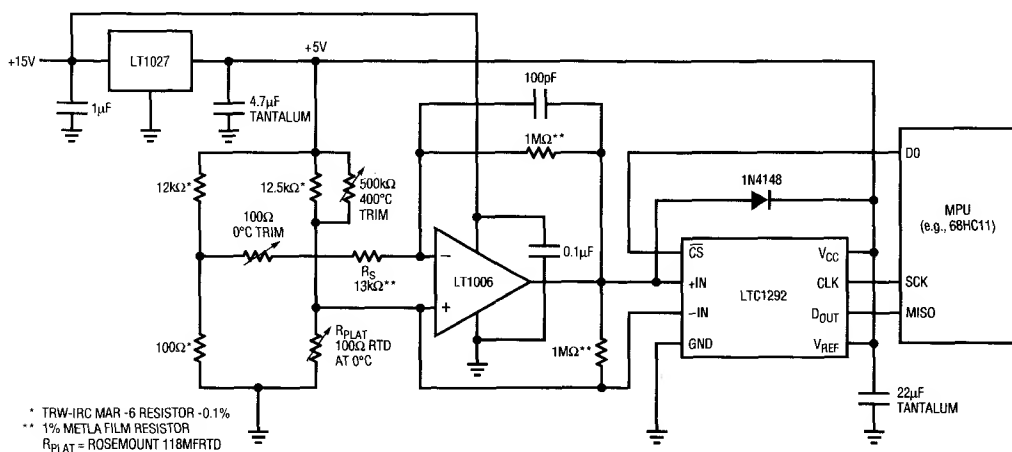 +15V
LT1027
+5V
1µF
4.7µF
TANTALUM
100pF
1MΩ**
12kΩ*
12.5kΩ*
500kΩ
400°C
TRIM
100Ω
0°C TRIM
RS
13kΩ**
−
+
LT1006
0.1µF
1N4148
D0
MPU
(e.g., 68HC11)
SCK
MISO
CS
+IN
−IN
GND
LTC1292
VCC
CLK
DOUT
VREF
100Ω*
RPLAT
100Ω RTD
AT 0°C
1MΩ**
22µF
TANTALUM
* TRW-IRC MAR -6 RESISTOR -0.1%
** 1% METLA FILM RESISTOR
RPLAT = ROSEMOUNT 118MFRTD